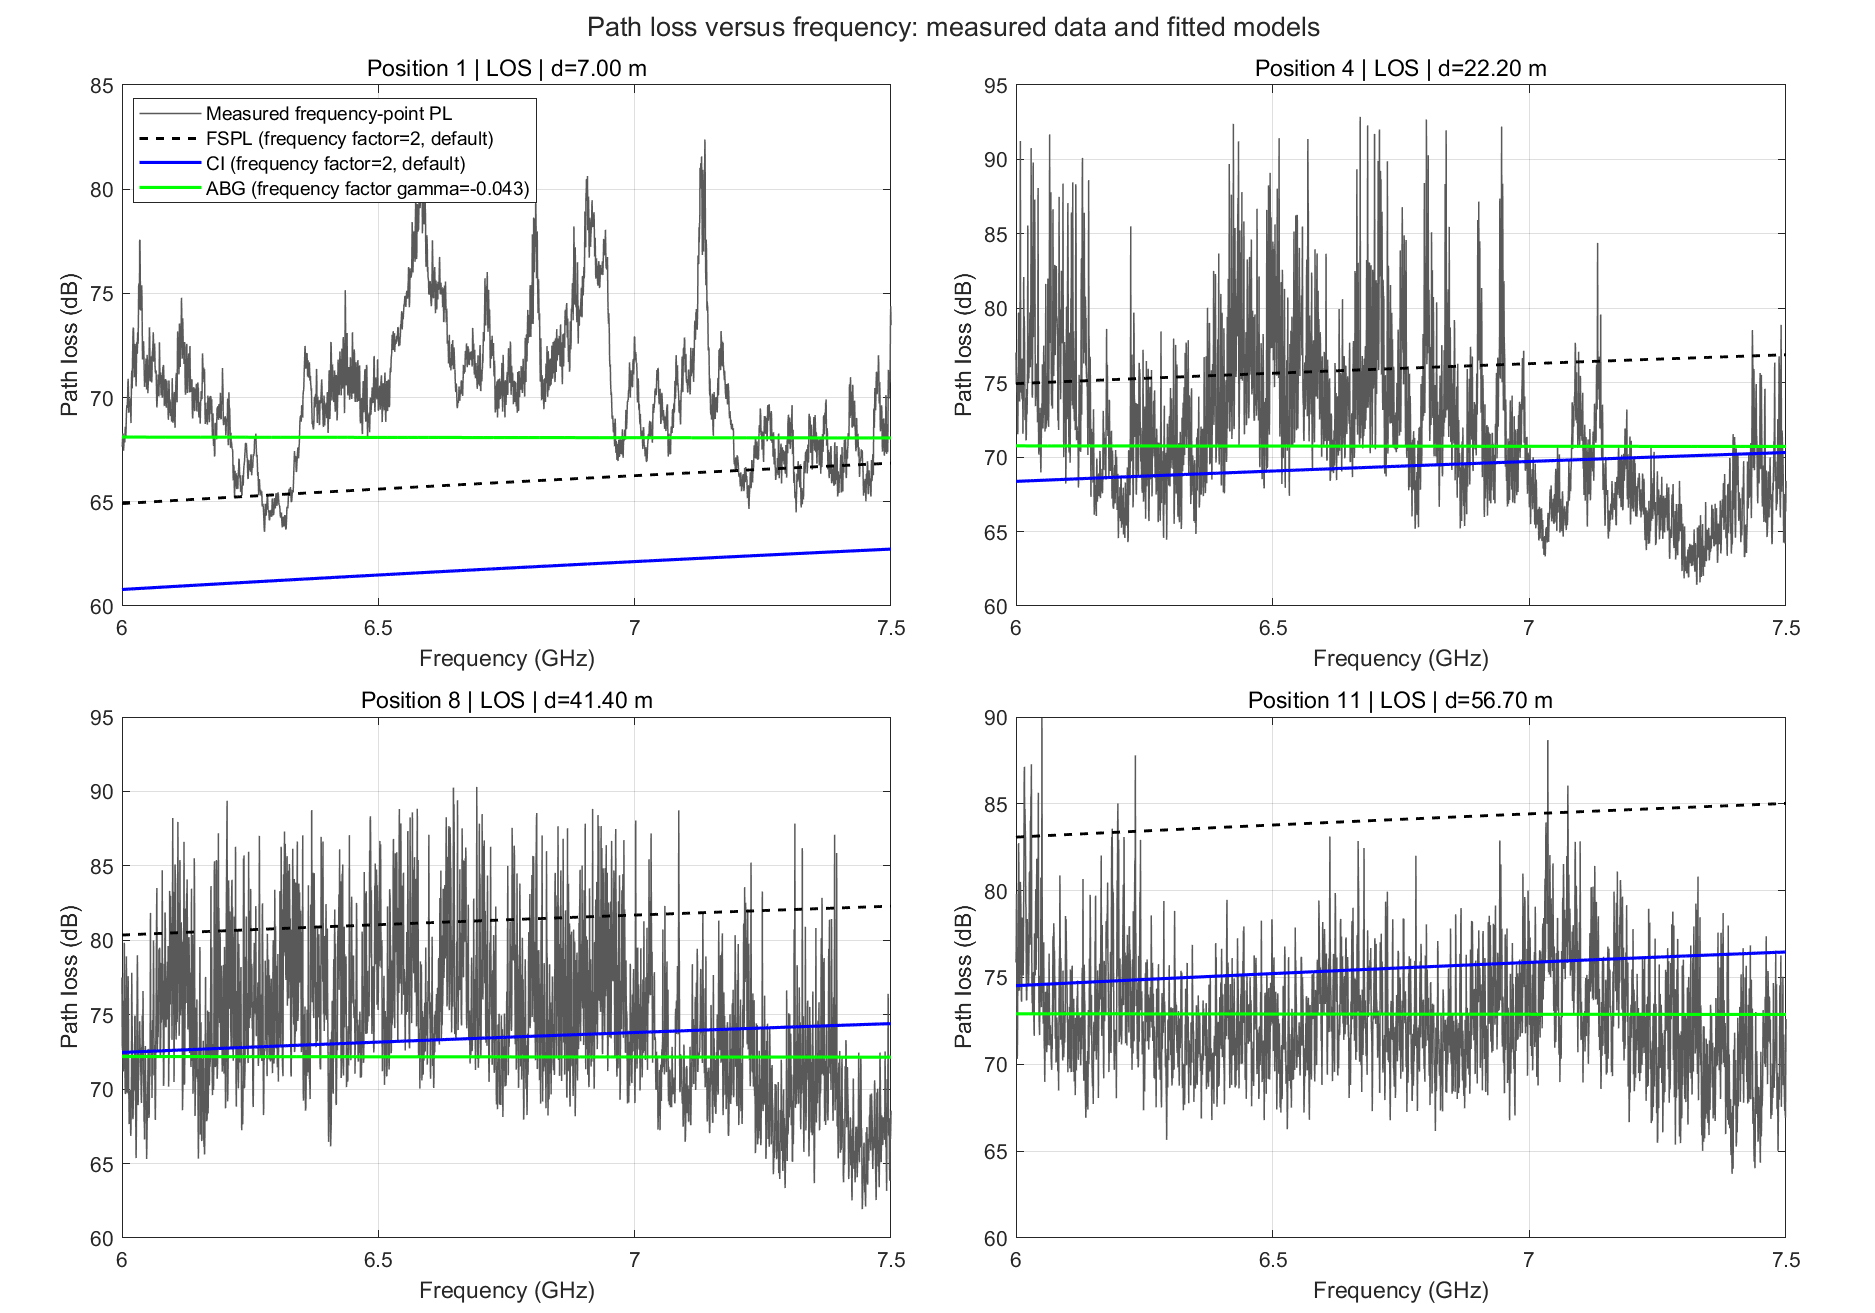 Path loss versus frequency: measured data and fitted models
Position 1 | LOS | d=7.00 m
85
80
75
70
65
60
Path loss (dB)
Measured frequency-point PL
FSPL (frequency factor=2, default)
CI (frequency factor=2, default)
ABG (frequency factor gamma=-0.043)
6
6.5
7
7.5
Frequency (GHz)
Position 4 | LOS | d=22.20 m
95
90
85
80
75
70
65
60
Path loss (dB)
6
6.5
7
7.5
Frequency (GHz)
Position 8 | LOS | d=41.40 m
95
90
85
80
75
70
65
60
Path loss (dB)
6
6.5
7
7.5
Frequency (GHz)
Position 11 | LOS | d=56.70 m
90
85
80
75
70
65
60
Path loss (dB)
6
6.5
7
7.5
Frequency (GHz)